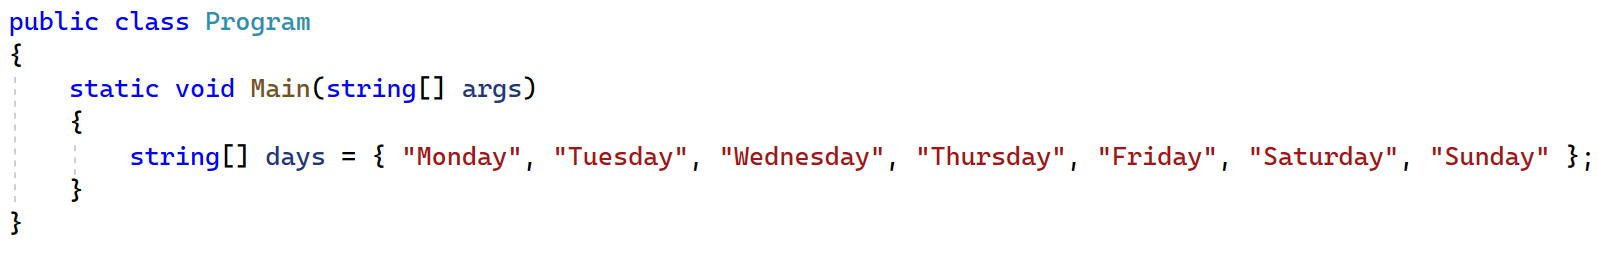 public class Program
{
    static void Main(string[] args)
    {
        string[] days = { "Monday", "Tuesday", "Wednesday", "Thursday", "Friday", "Saturday", "Sunday" };
    }
}